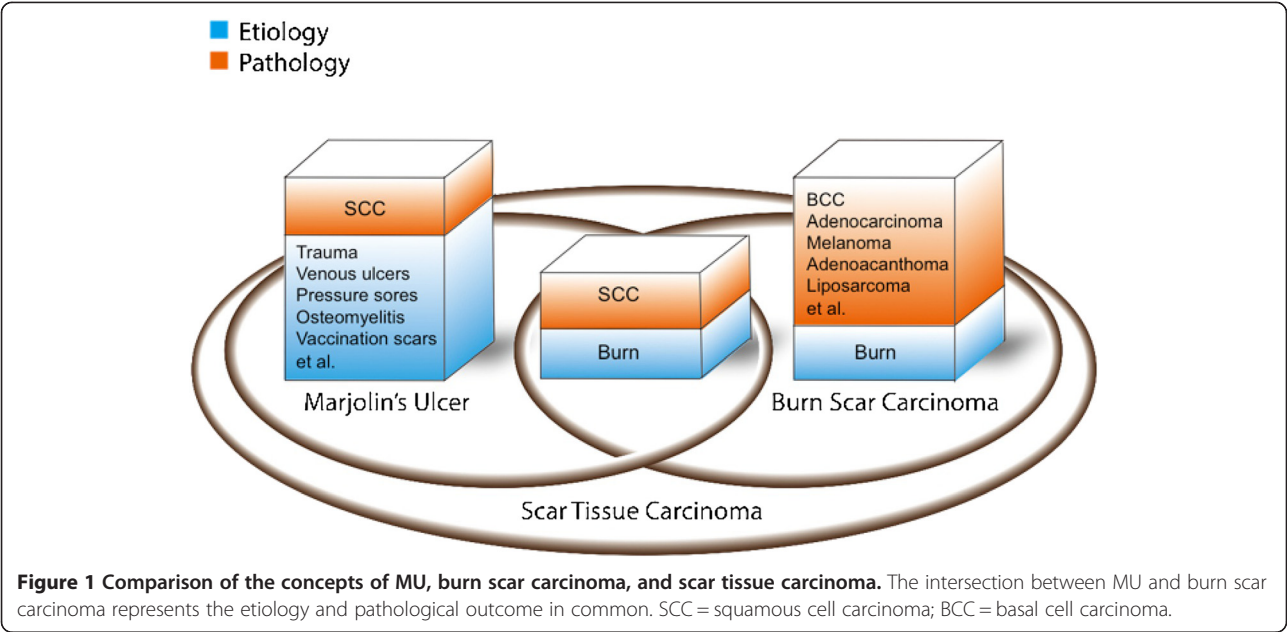 Etiology
Pathology
SCC
Trauma
Venous ulcers
Pressure sores
Osteomyelitis
Vaccination scars
et al.
Marjolin's Ulcer
SCC
Burn
BCC
Adenocarcinoma
Melanoma
Adenoacanthoma
Liposarcoma
et al.
Burn
Burn Scar Carcinoma
Scar Tissue Carcinoma
Figure 1 Comparison of the concepts of MU, burn scar carcinoma, and scar tissue carcinoma. The intersection between MU and burn scar
carcinoma represents the etiology and pathological outcome in common. SCC = squamous cell carcinoma; BCC = basal cell carcinoma.